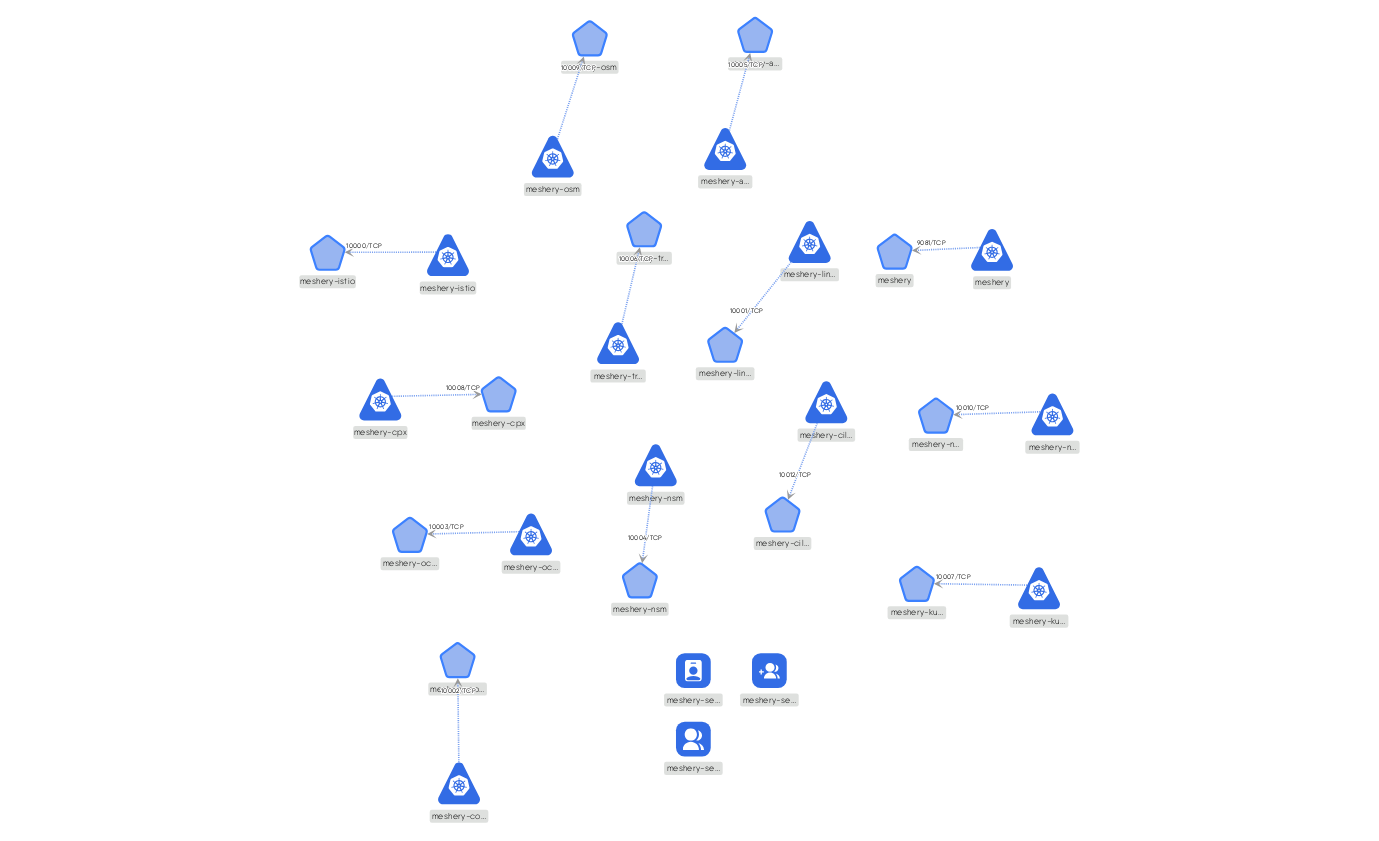 10009/TCP
-osm
10005/TCP
-a...
meshery-osm
meshery-a...
10000/TCP
meshery-istio
meshery-istio
10006/TCP
-tr...
meshery-tr...
meshery-lin...
10001/TCP
meshery-lin...
9081/TCP
meshery
meshery
meshery-cpx
10008/TCP
meshery-cpx
meshery-cil...
10012/TCP
meshery-cil...
10010/TCP
meshery-n...
meshery-n...
meshery-nsm
10004/TCP
meshery-nsm
10003/TCP
meshery-oc...
meshery-oc...
10007/TCP
meshery-ku...
meshery-ku...
10002/TCP
meshery-co...
meshery-se...
meshery-se...
meshery-se...